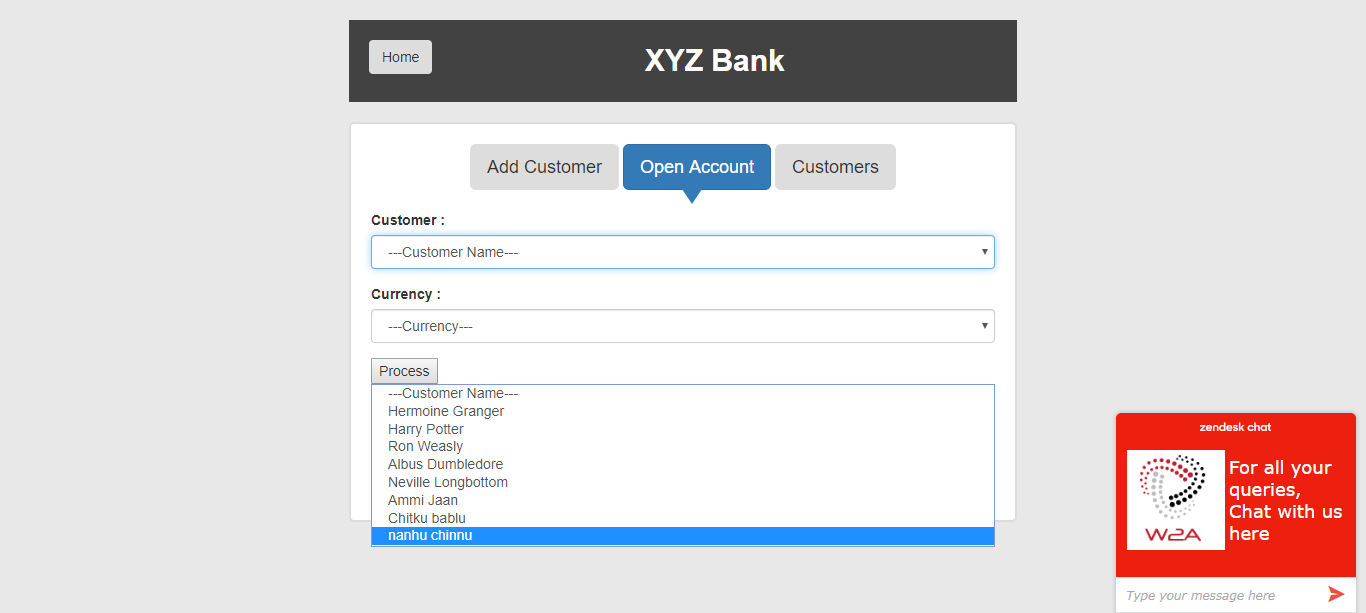 Home
XYZ Bank
Add Customer
Open Account
Customers
Customer :
---Customer Name---
Currency :
---Currency---
Process
---Customer Name---
Hermoine Granger
Harry Potter
Ron Weasly
Albus Dumbledore
Neville Longbottom
Ammi Jaan
Chitku bablu
nanhu chinnu
zendesk chat
For all your
queries,
Chat with us
here
W2A
Type your message here